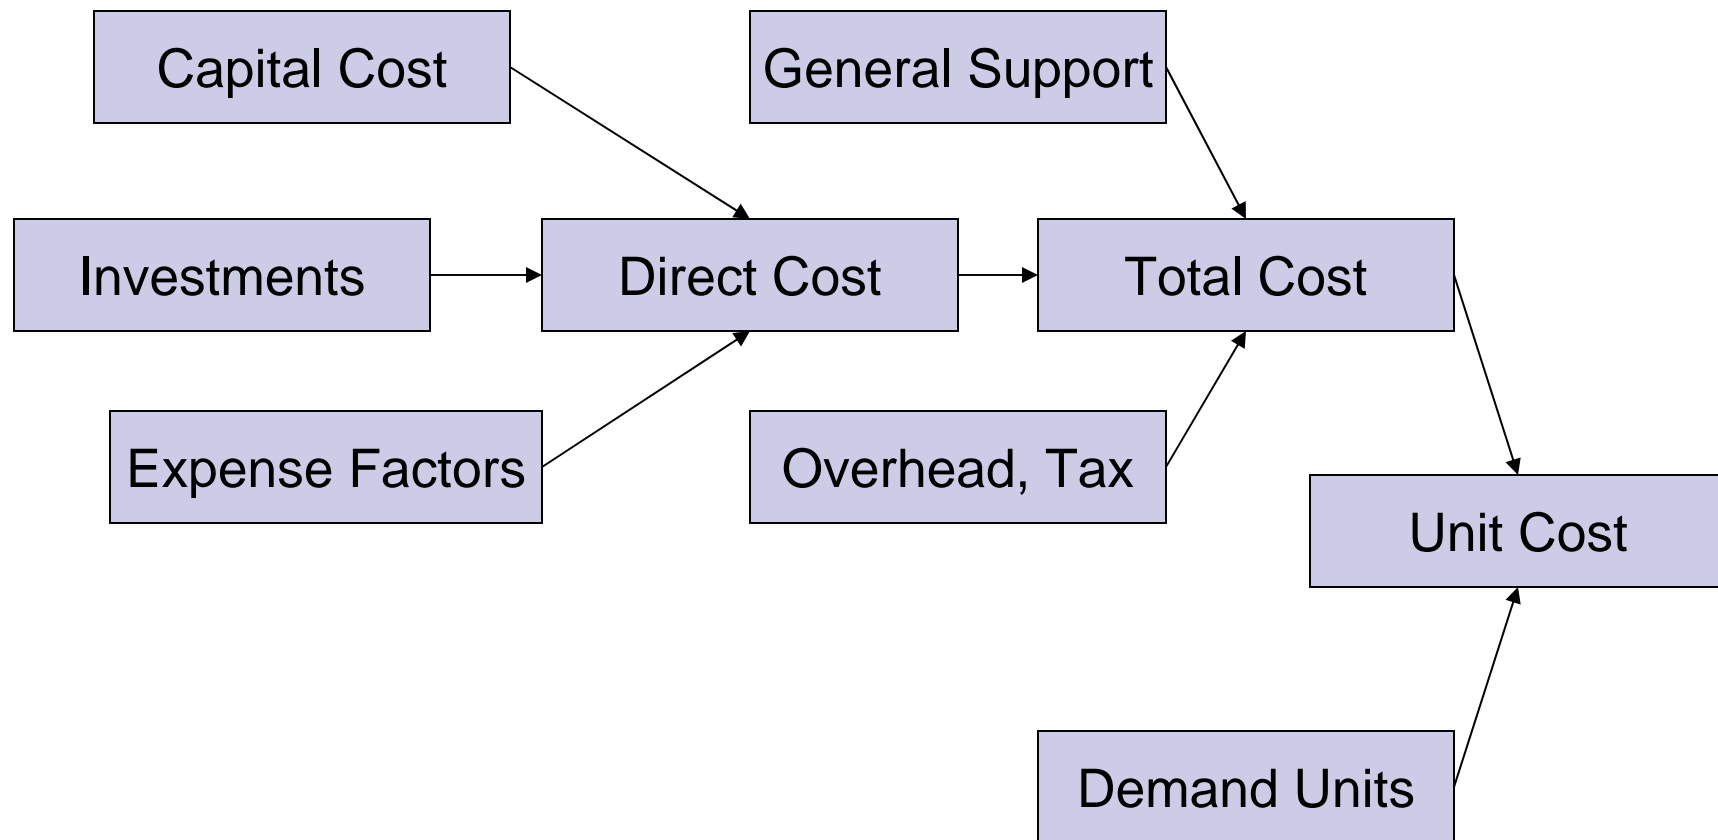 Capital Cost
General Support
Investments
Direct Cost
Total Cost
Expense Factors
Overhead, Tax
Unit Cost
Demand Units